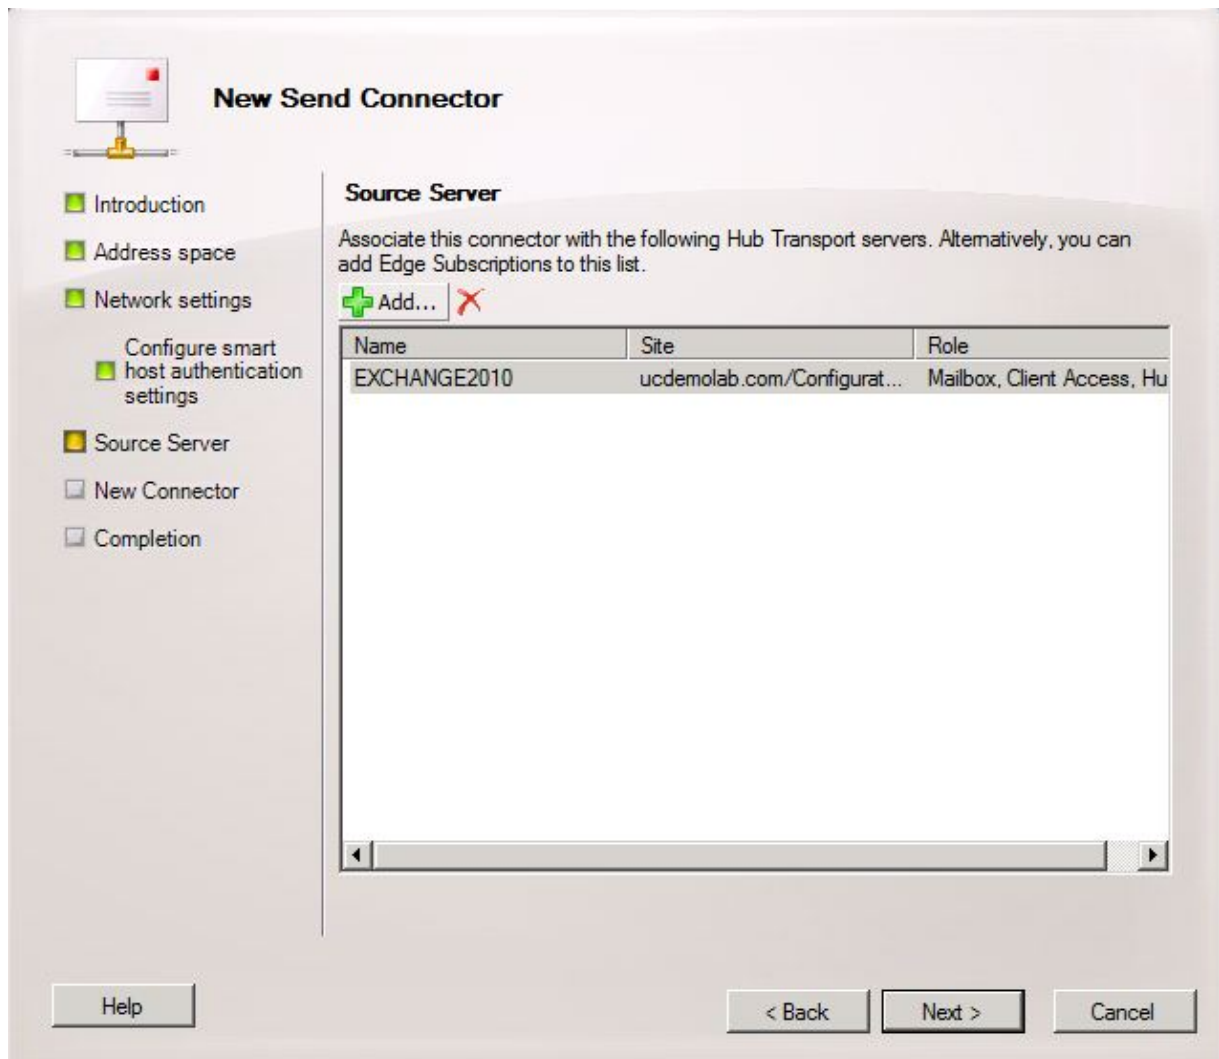 New Send Connector
Introduction
Address space
Network settings
Configure smart
host authentication
settings
Source Server
New Connector
Completion
Source Server
Associate this connector with the following Hub Transport servers. Alternatively, you can
add Edge Subscriptions to this list.
Add...
Name Site Role
EXCHANGE2010 ucdemolab.com/Configurat... Mailbox, Client Access, Hu
Help < Back Next > Cancel